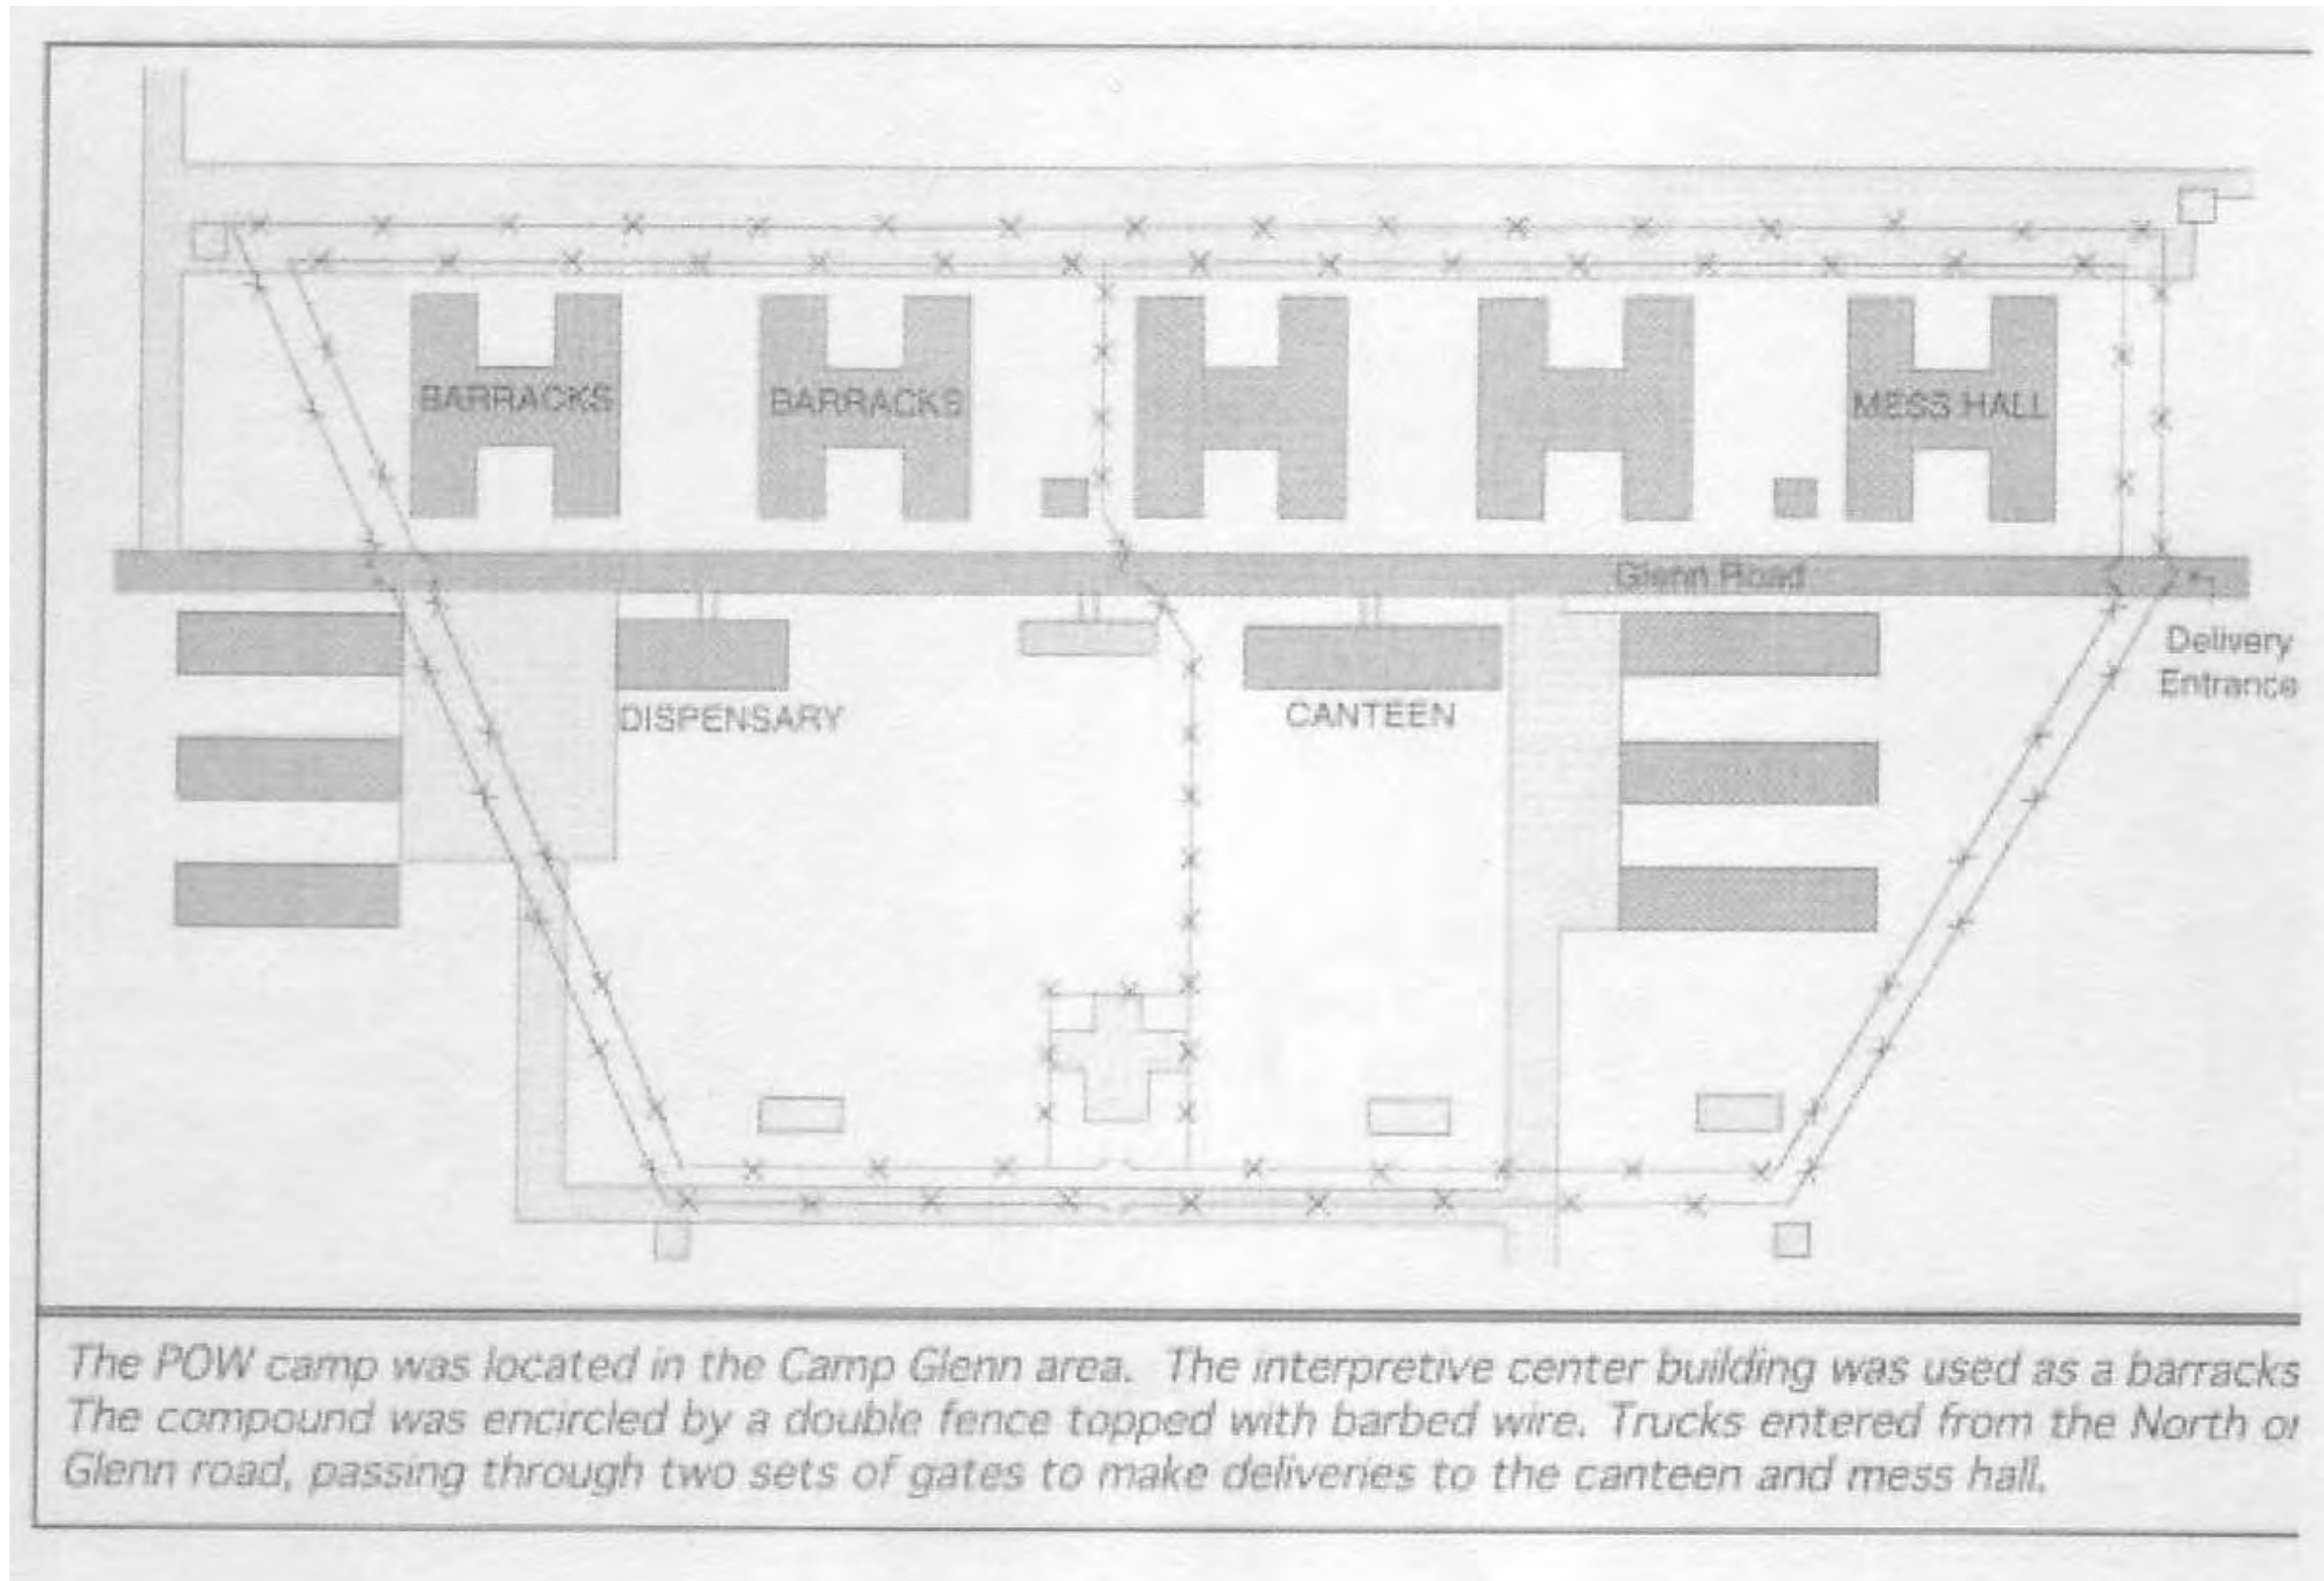 BARRACKS
BARRACKS
MESS HALL
Glenn Road
Delivery
Entrance
DISPENSARY
CANTEEN
The POW camp was located in the Camp Glenn area. The interpretive center building was used as a barracks
The compound was encircled by a double fence topped with barbed wire. Trucks entered from the North
Glenn road, passing through two sets of gates to make deliveries to the canteen and mess hall.